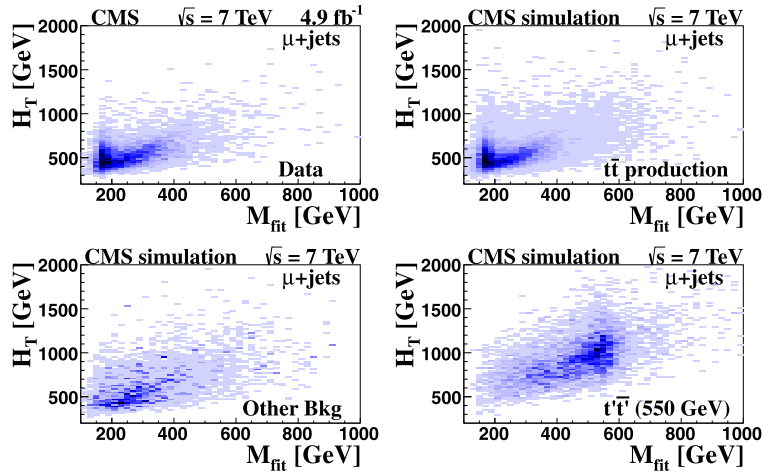 CMS √s = 7 TeV 4.9 fb⁻¹
μ+jets
H_T [GeV]
2000
1500
1000
500
Data
200 400 600 800 1000
M_fit [GeV]
CMS simulation √s = 7 TeV
μ+jets
H_T [GeV]
2000
1500
1000
500
tt̅ production
200 400 600 800 1000
M_fit [GeV]
CMS simulation √s = 7 TeV
μ+jets
H_T [GeV]
2000
1500
1000
500
Other Bkg
200 400 600 800 1000
M_fit [GeV]
CMS simulation √s = 7 TeV
μ+jets
H_T [GeV]
2000
1500
1000
500
t't̅' (550 GeV)
200 400 600 800 1000
M_fit [GeV]